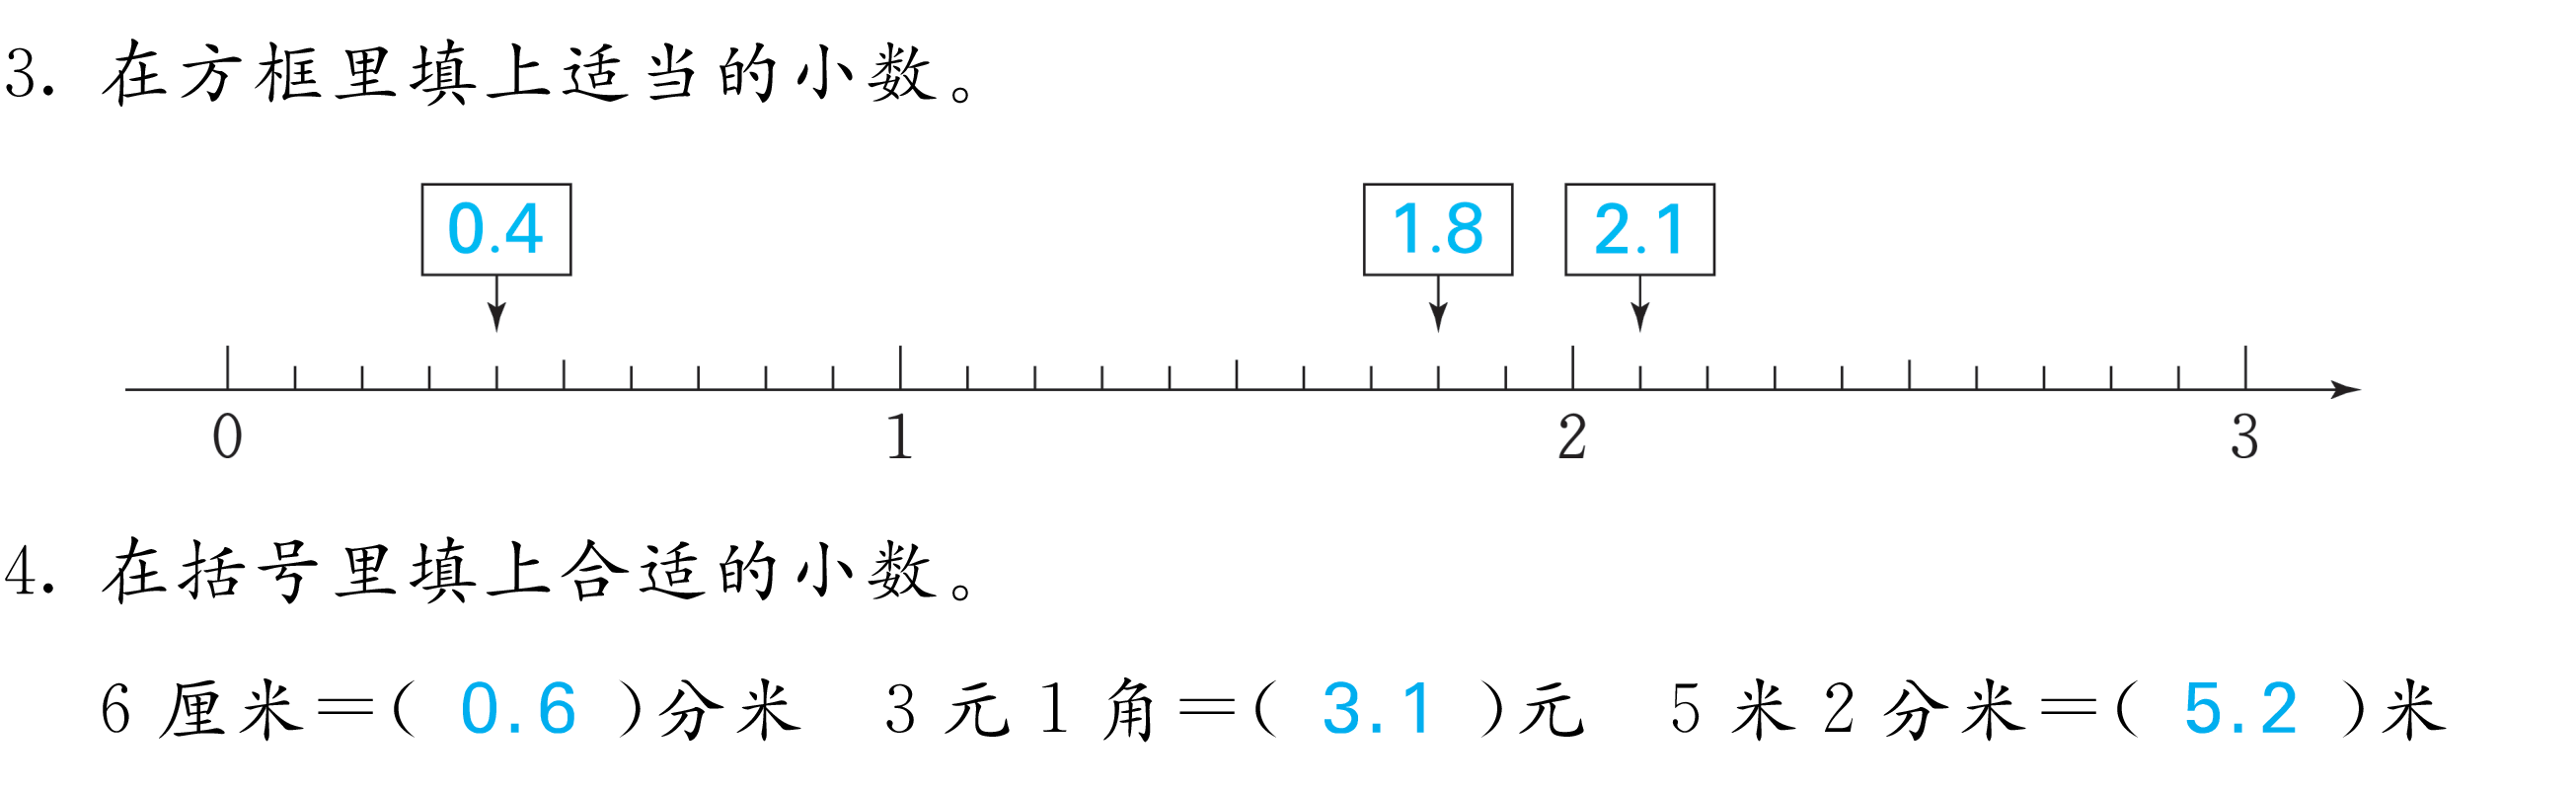 3. 在方框里填上适当的小数。
0.4 1.8 2.1
0 1 2 3
4. 在括号里填上合适的小数。
6 厘米=( 0.6 )分米 3 元 1 角=( 3.1 )元 5 米 2 分米=( 5.2 )米